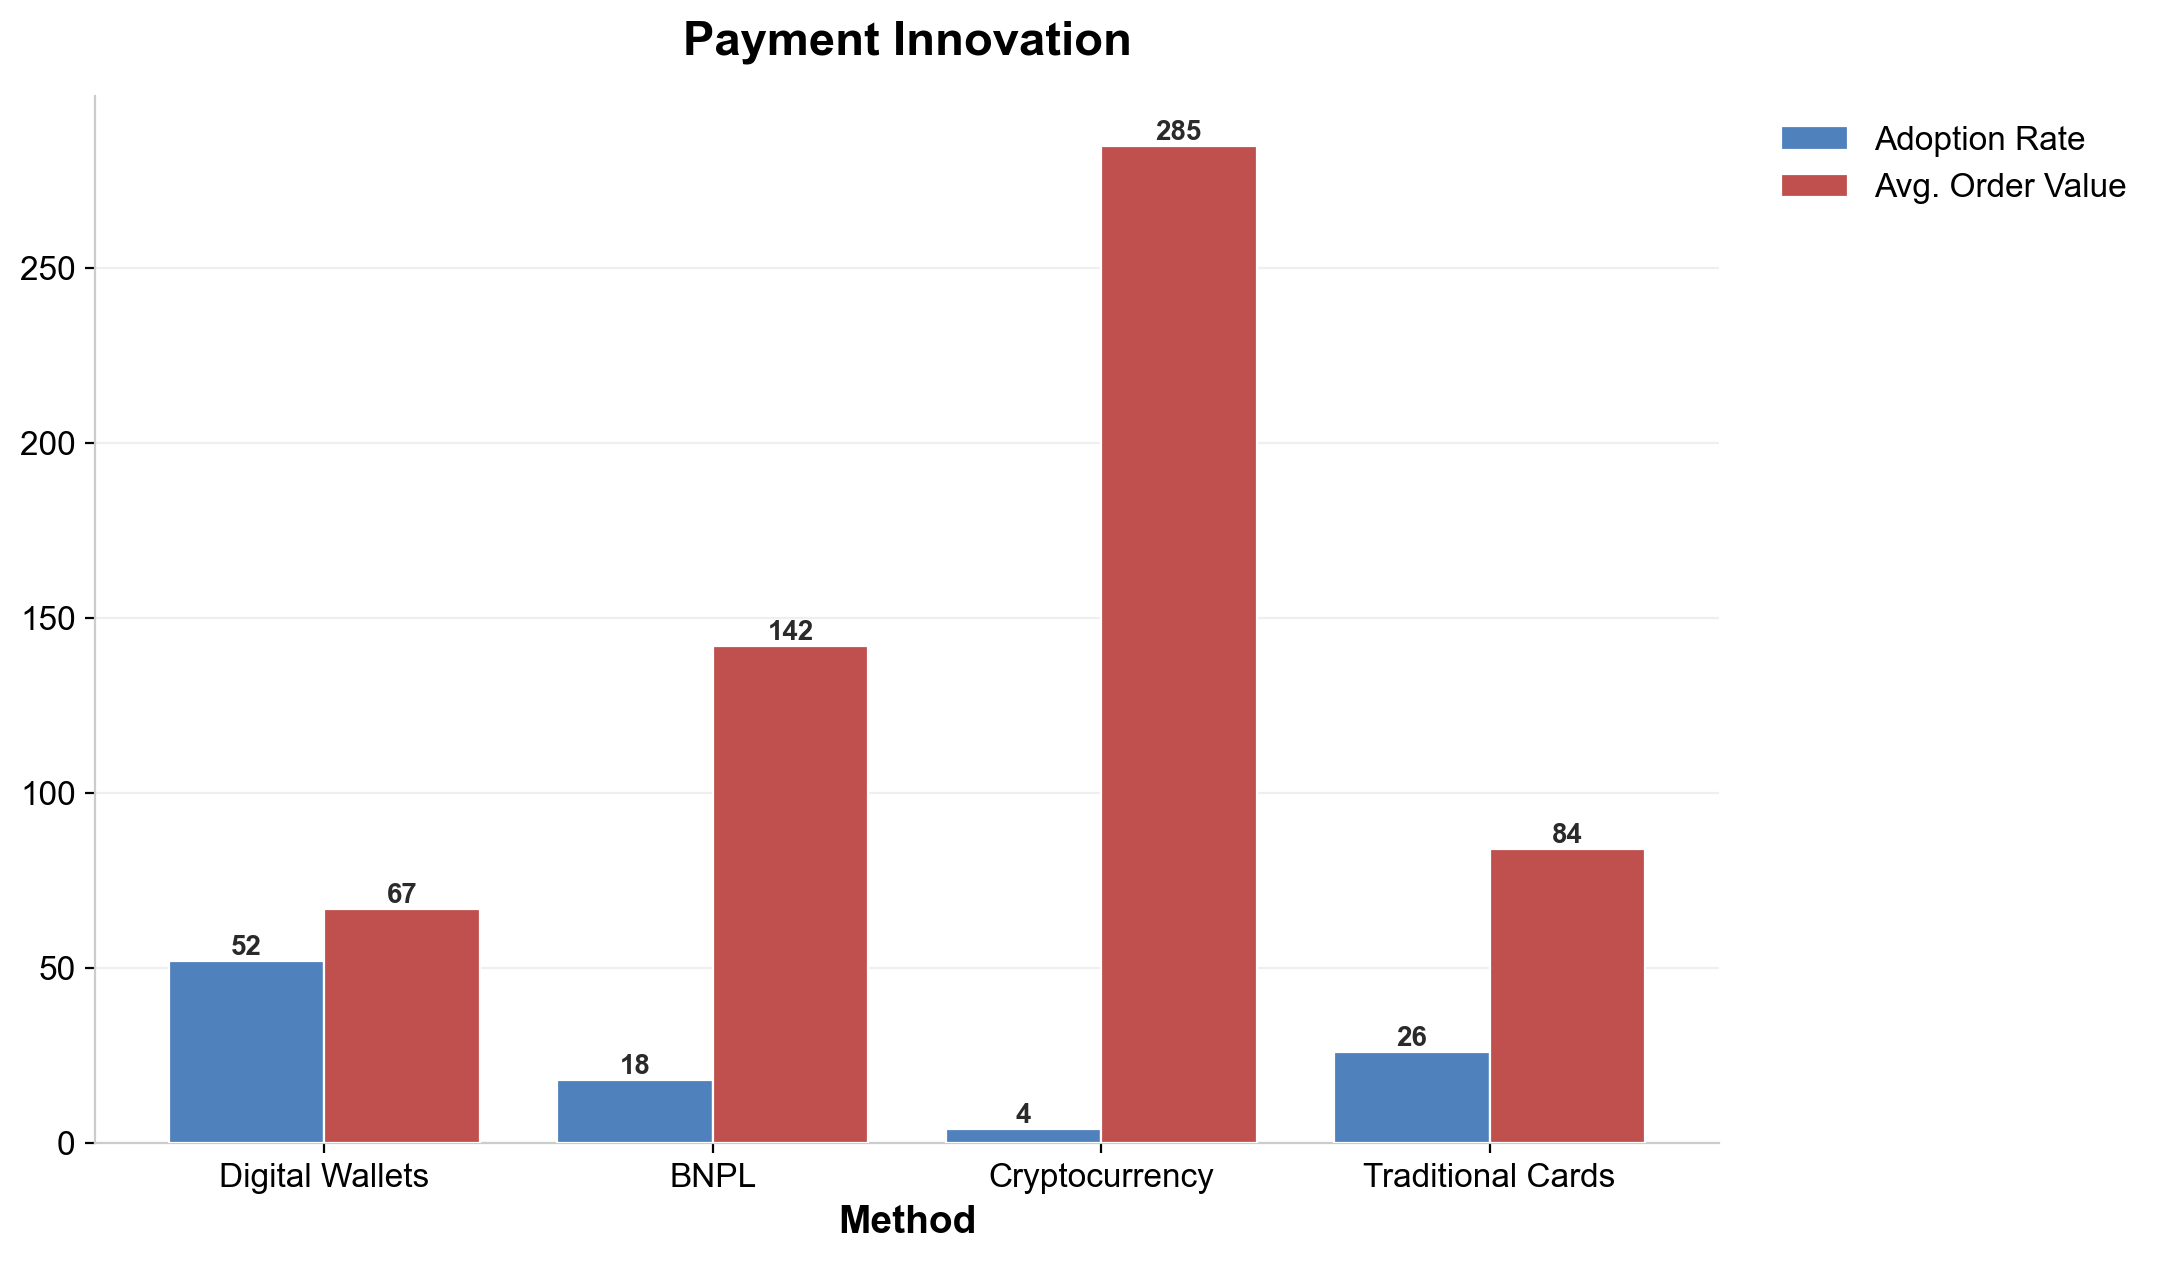 Payment Innovation
Adoption Rate
Avg. Order Value
285
250
200
150
142
100
84
67
52
50
26
18
4
0
Digital Wallets
BNPL
Cryptocurrency
Traditional Cards
Method